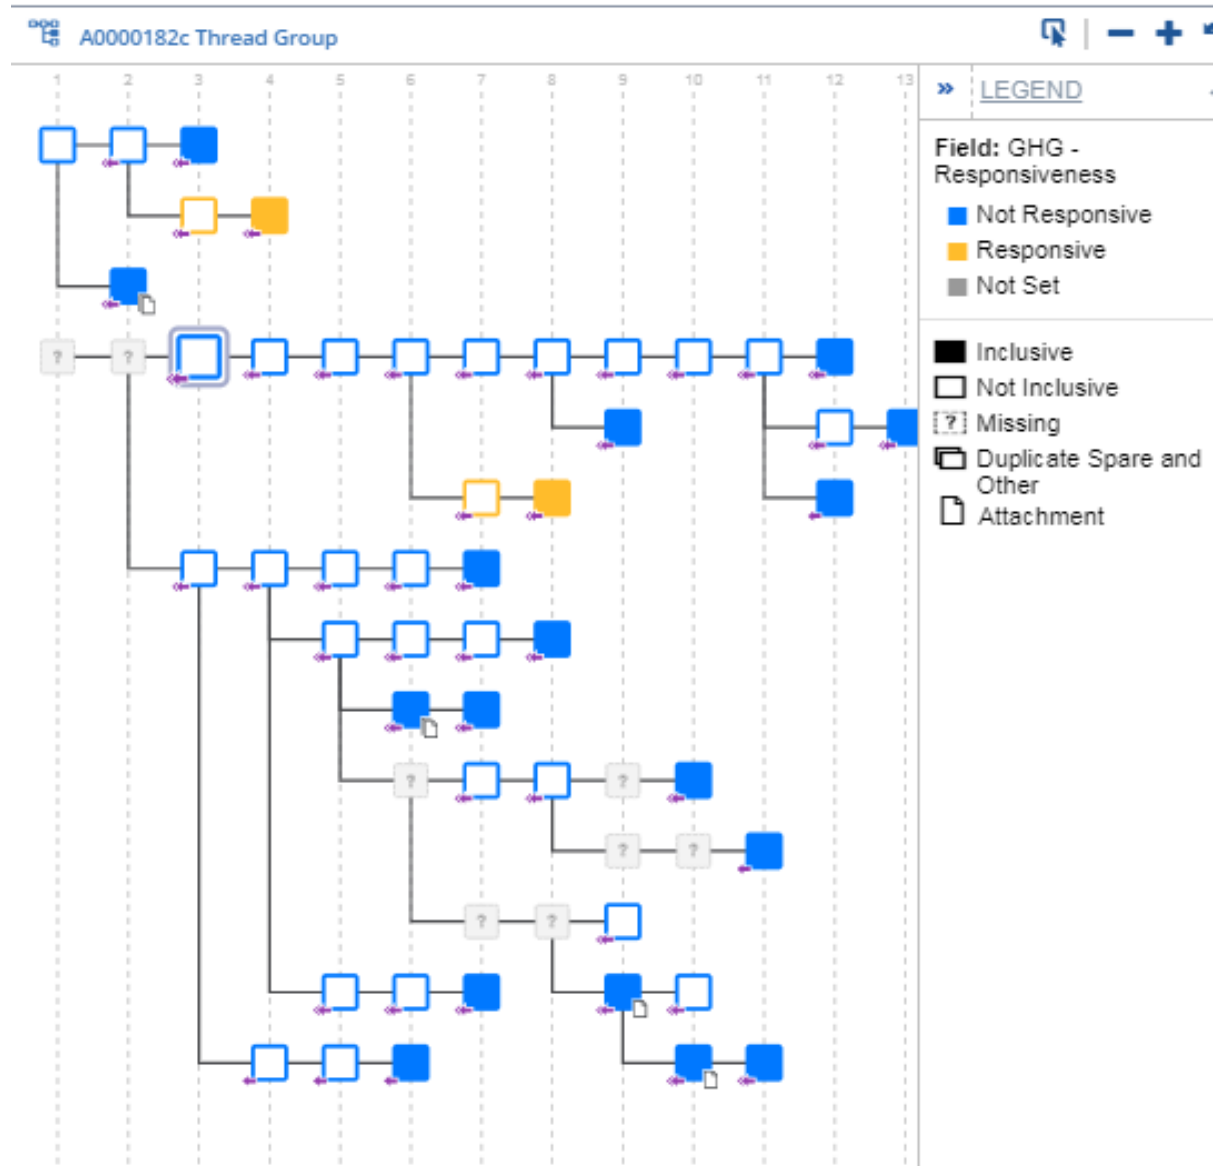 A0000182c Thread Group
1 2 3 4 5 6 7 8 9 10 11 12 13
LEGEND
Field: GHG -
Responsiveness
Not Responsive
Responsive
Not Set
? ?
Inclusive
Not Inclusive
? Missing
Duplicate Spare and
Other
Attachment
? ?
? ?
? ?